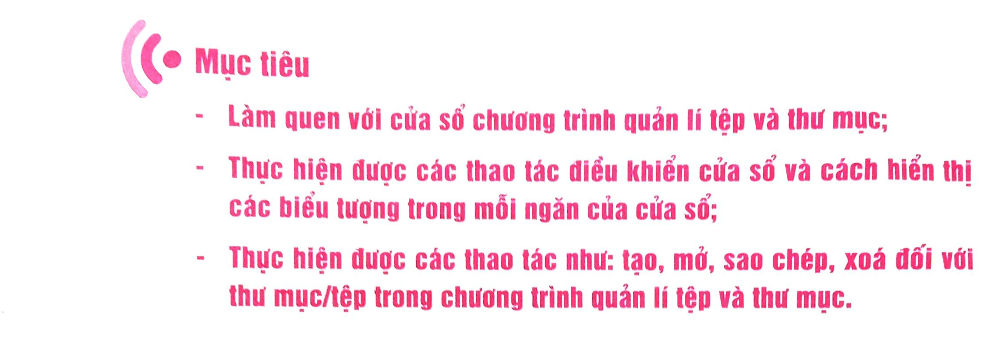 Mục tiêu
- Làm quen với cửa sổ chương trình quản lí tệp và thư mục;
- Thực hiện được các thao tác điều khiển cửa sổ và cách hiển thị
các biểu tượng trong mỗi ngăn của cửa sổ;
- Thực hiện được các thao tác như: tạo, mở, sao chép, xoá đối với
thư mục/tệp trong chương trình quản lí tệp và thư mục.